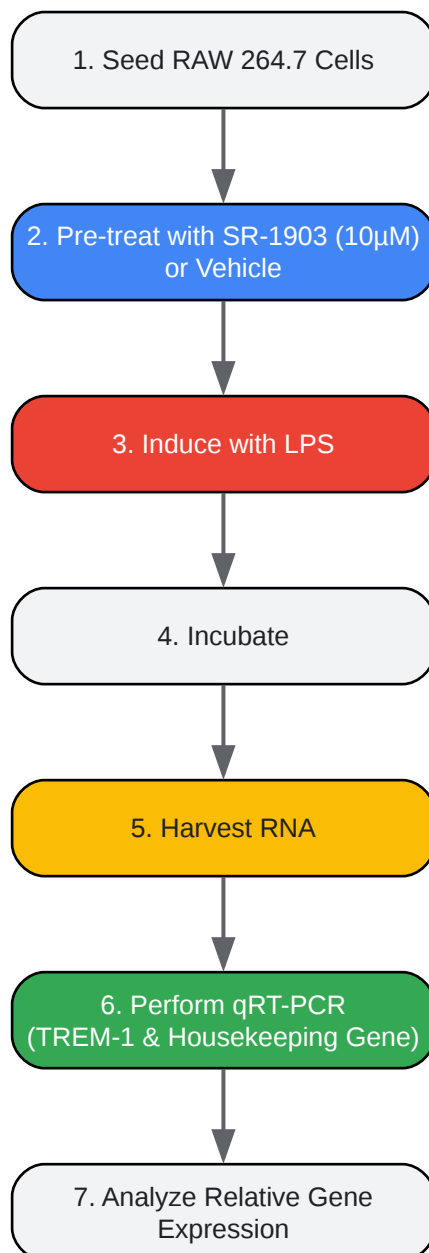 1. Seed RAW 264.7 Cells
2. Pre-treat with SR-1903 (10µM)
or Vehicle
3. Induce with LPS
4. Incubate
5. Harvest RNA
6. Perform qRT-PCR
(TREM-1 & Housekeeping Gene)
7. Analyze Relative Gene
Expression